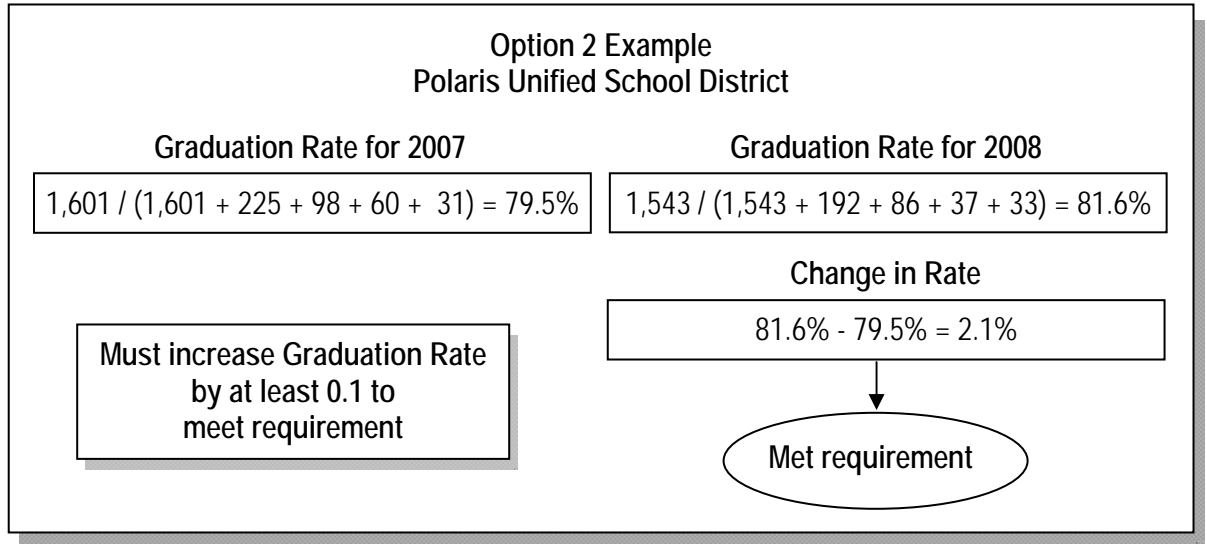 Option 2 Example
Polaris Unified School District
Graduation Rate for 2007
1,601 / (1,601 + 225 + 98 + 60 + 31) = 79.5%
Graduation Rate for 2008
1,543 / (1,543 + 192 + 86 + 37 + 33) = 81.6%
Change in Rate
81.6% - 79.5% = 2.1%
Must increase Graduation Rate
by at least 0.1 to
meet requirement
Met requirement